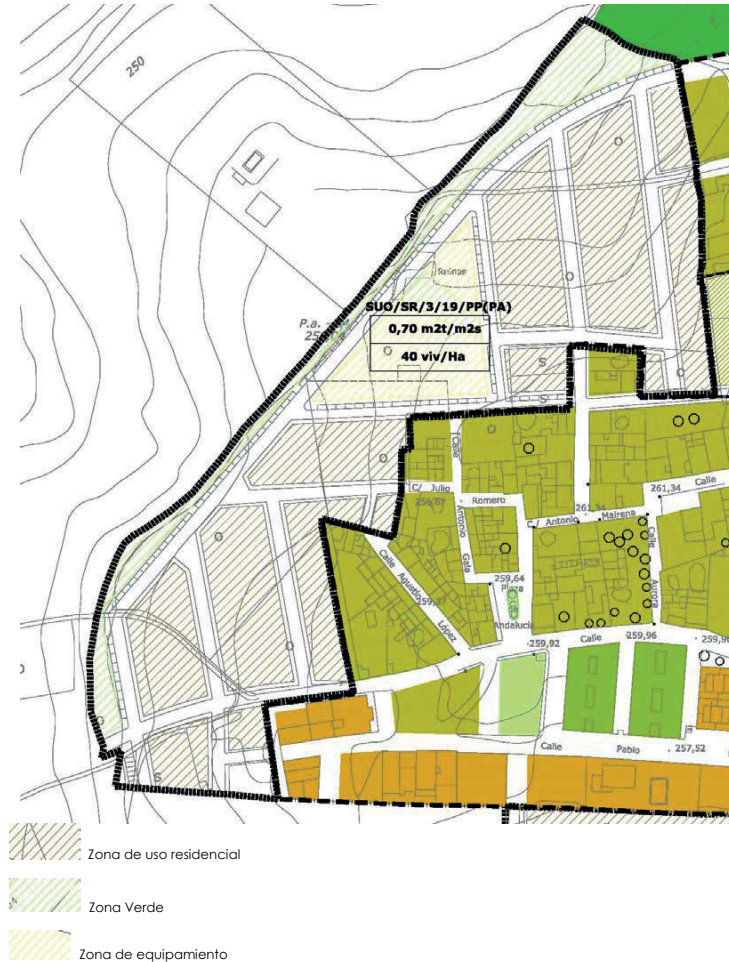 250
Ruinas
SUO/SR/3/19/PP(PA)
P.a.
0,70 m2t/m2s
40 viv/Ha
S
S
Calle
C/ Julio
Romero
Antonio
Gala
261,34
Calle
C/ Antonio
Mairena
Calle
Aurora
Calle
Agustín
López
259,64
Plaza
Andalucía
259,92
Calle
259,96
Calle
Pablo
257,52
S
Zona de uso residencial
Zona Verde
Zona de equipamiento